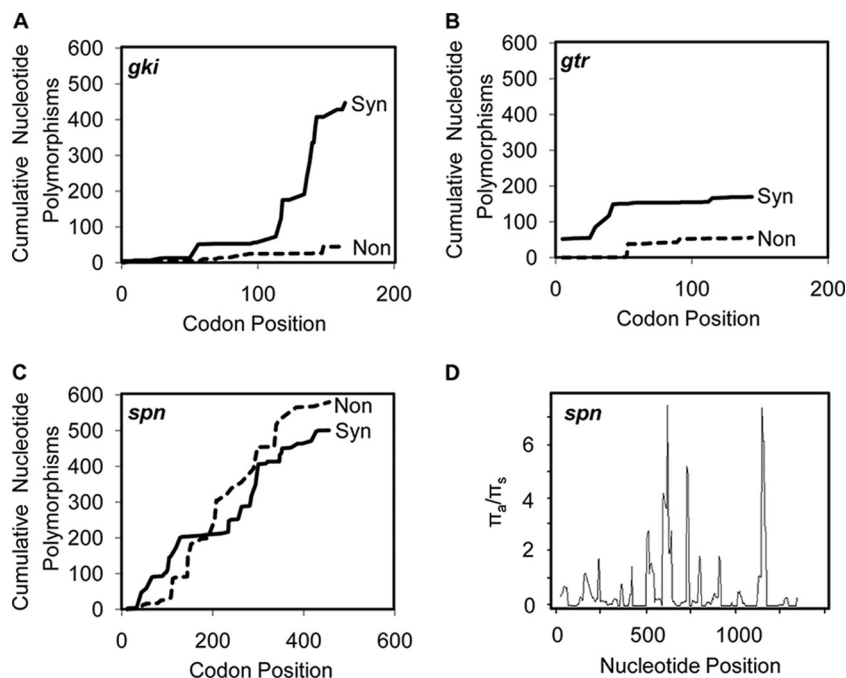 A
Cumulative Nucleotide
Polymorphisms
600
500
400
300
200
100
0
gki
Syn
Non
0
100
200
Codon Position
B
Cumulative Nucleotide
Polymorphisms
600
500
400
300
200
100
0
gtr
Syn
Non
0
100
200
Codon Position
C
Cumulative Nucleotide
Polymorphisms
600
500
400
300
200
100
0
spn
Non
Syn
0
200
400
600
Codon Position
D
πa/πs
6
4
2
0
spn
0
500
1000
Nucleotide Position